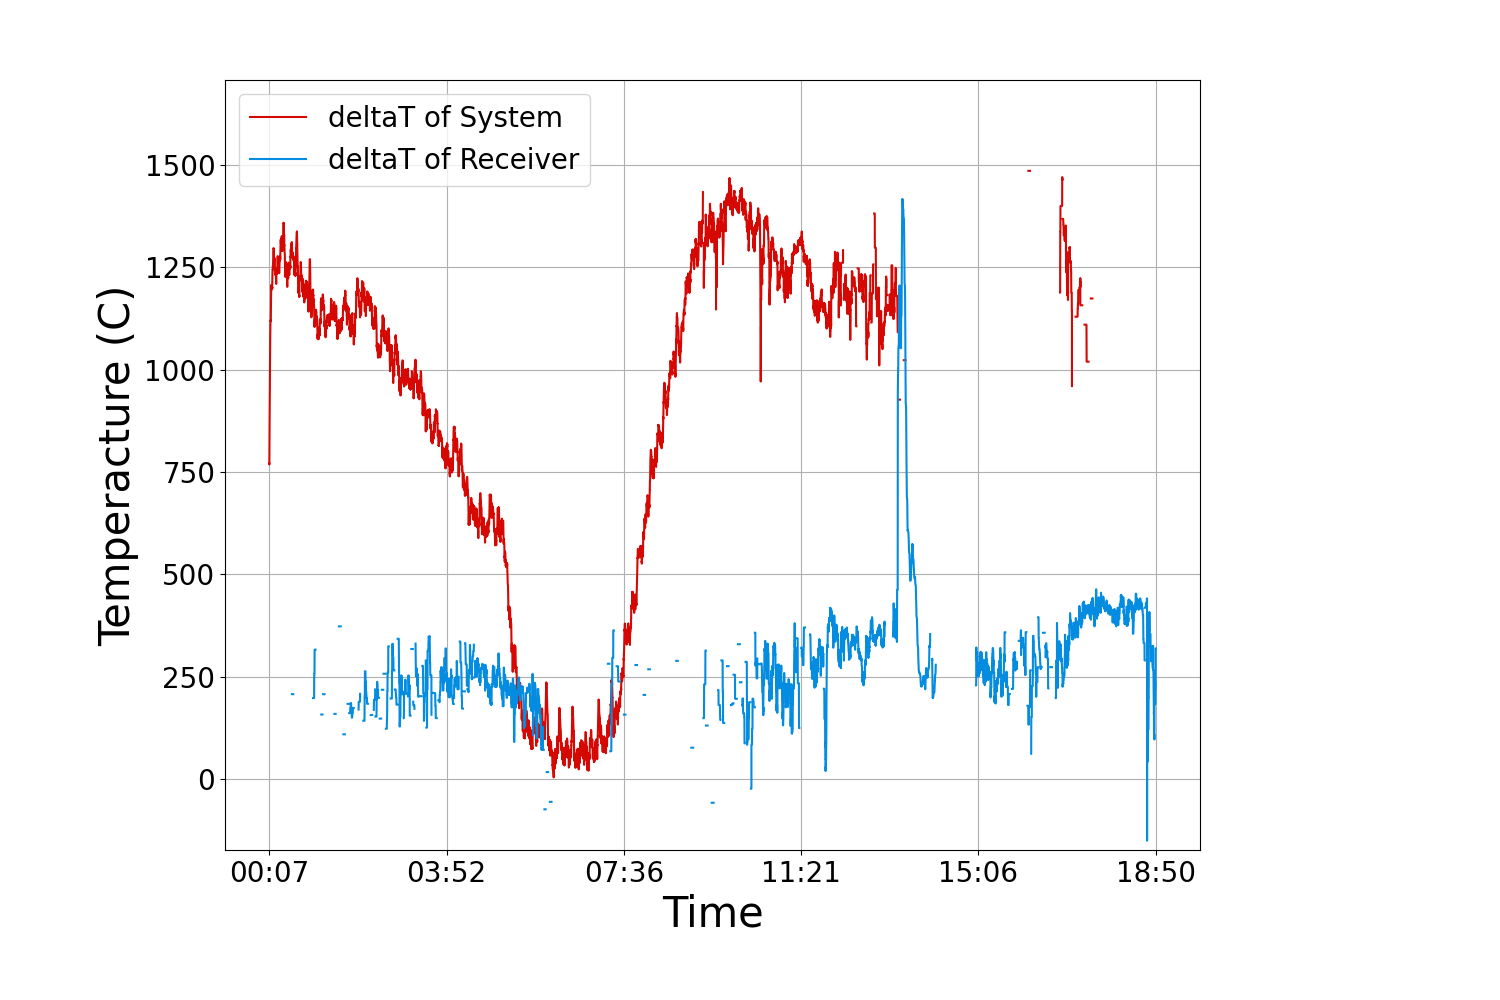 deltaT of System
deltaT of Receiver
1500
1250
1000
750
500
250
0
Temperacture (C)
00:07 03:52 07:36 11:21 15:06 18:50
Time